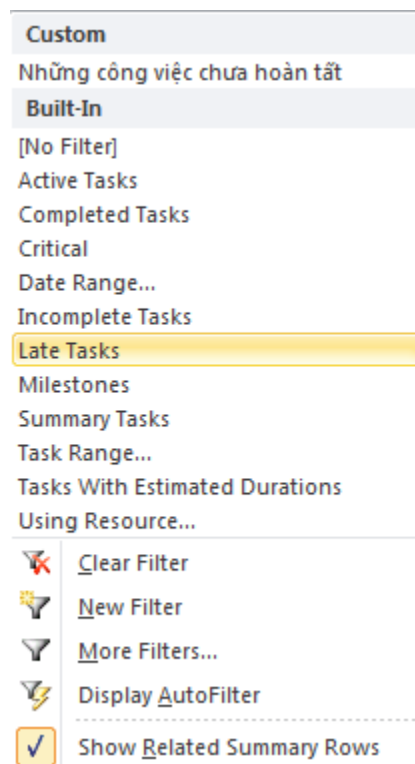 Custom
Những công việc chưa hoàn tất
Built-In
[No Filter]
Active Tasks
Completed Tasks
Critical
Date Range...
Incomplete Tasks
Late Tasks
Milestones
Summary Tasks
Task Range...
Tasks With Estimated Durations
Using Resource...
Clear Filter
New Filter
More Filters...
Display AutoFilter
Show Related Summary Rows